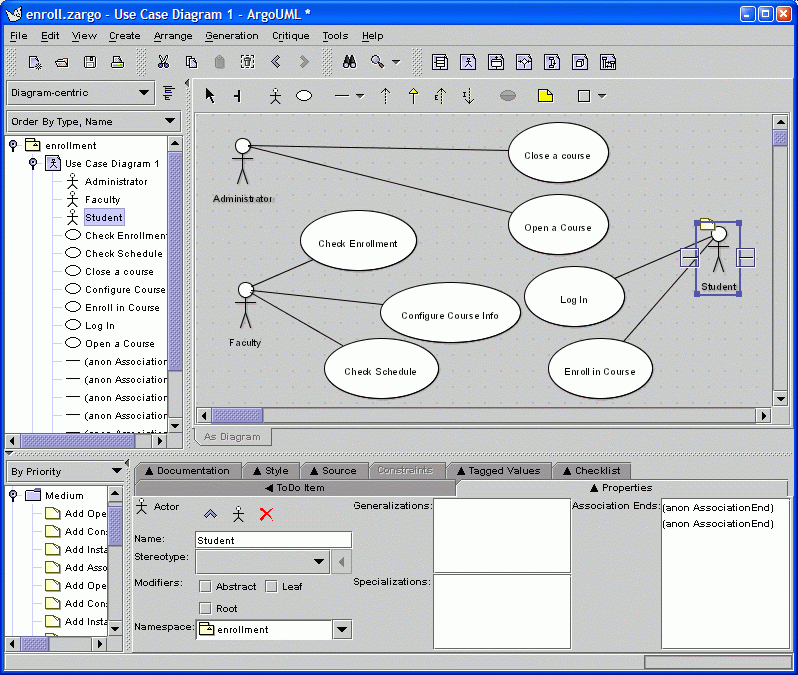 enroll.zargo - Use Case Diagram 1 - ArgoUML *
File Edit View Create Arrange Generation Critique Tools Help
Diagram-centric
Order By Type, Name
enrollment
Use Case Diagram 1
Administrator
Faculty
Student
Check Enrollment
Check Schedule
Close a course
Configure Course
Enroll in Course
Log In
Open a Course
(anon Association
(anon Association
(anon Association
(anon Association
(anon Association
Administrator
Close a course
Open a Course
Check Enrollment
Student
Log In
Faculty
Configure Course Info
Check Schedule
Enroll in Course
As Diagram
By Priority
Medium
Add Ope
Add Con
Add Insta
Add Asso
Add Ope
Add Con
Add Insta
Documentation Style Source Constraints Tagged Values Checklist
ToDo Item Properties
Actor
Name: Student
Stereotype:
Modifiers: Abstract Leaf
Root
Namespace: enrollment
Generalizations:
Specializations:
Association Ends: (anon AssociationEnd)
(anon AssociationEnd)